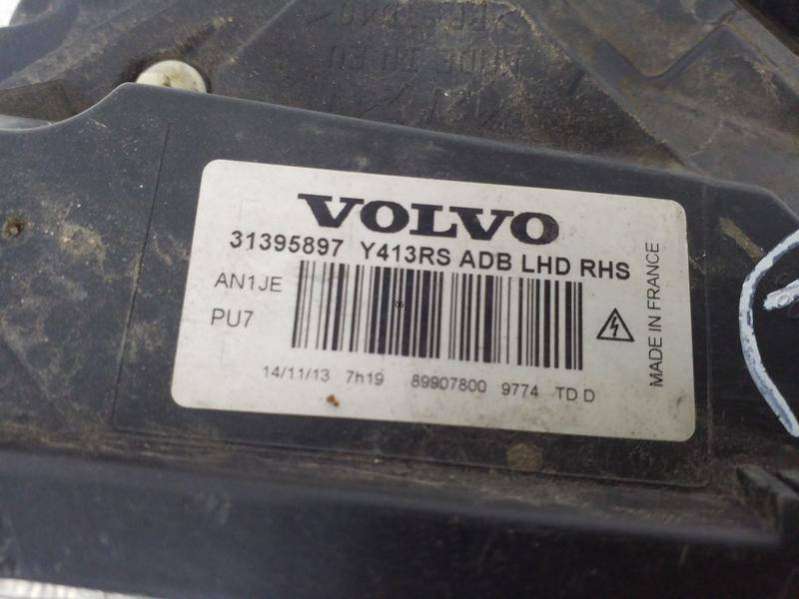 VOLVO
31395897 Y413RS ADB LHD RHS
AN1JE
PU7
14/11/13 7h19 89907800 9774 TD D
MADE IN FRANCE